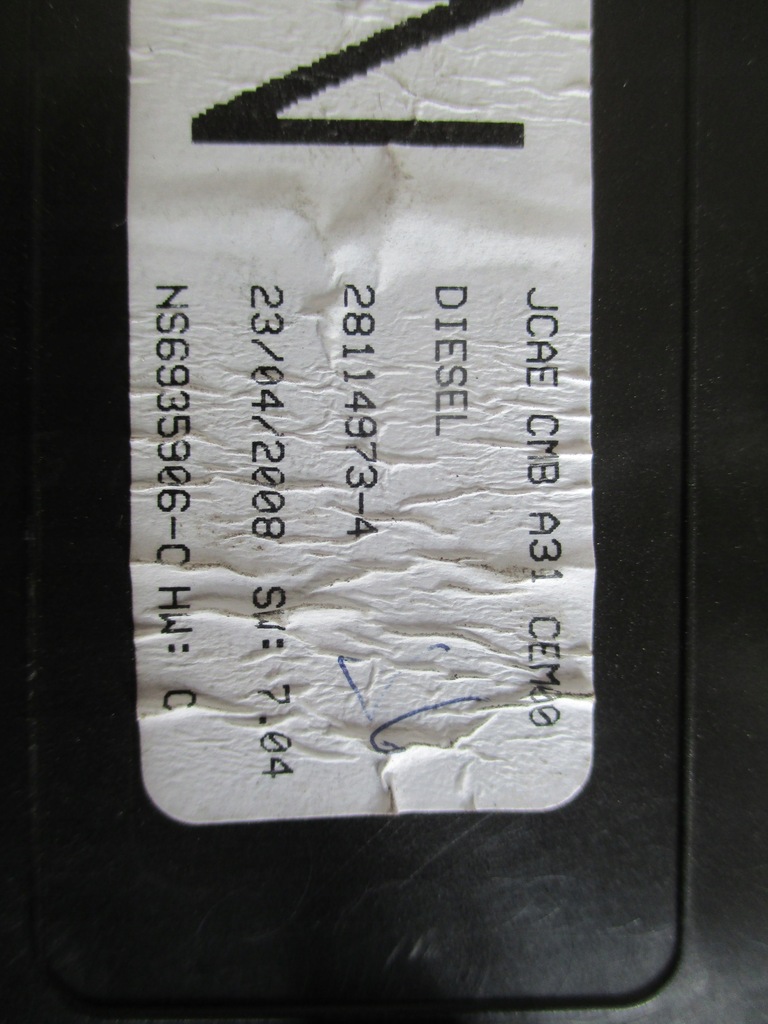 JCAE CMB A31 CEM00
DIESEL
28114973-4
23/04/2008 SW: 7.04
NS6935906-C HW: C